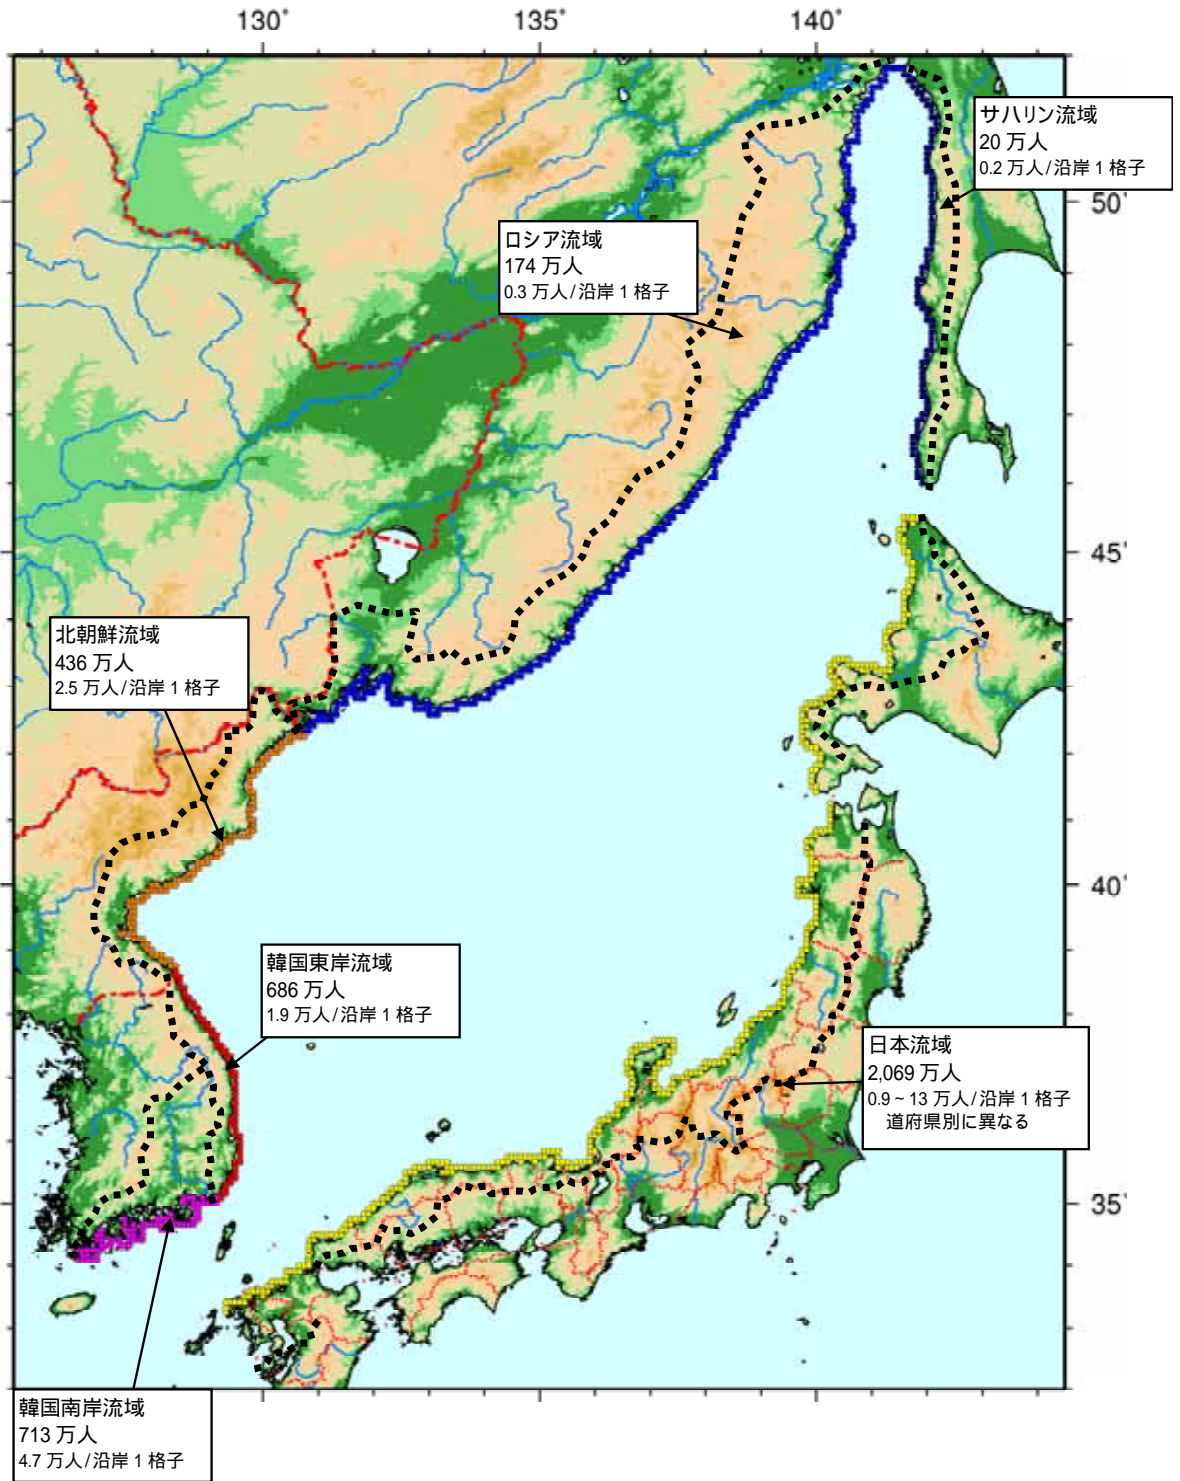 130°
135°
140°
サハリン流域
20 万人
0.2 万人/沿岸 1 格子
50°
ロシア流域
174 万人
0.3 万人/沿岸 1 格子
45°
北朝鮮流域
436 万人
2.5 万人/沿岸 1 格子
40°
韓国東岸流域
686 万人
1.9 万人/沿岸 1 格子
日本流域
2,069 万人
0.9~13 万人/沿岸 1 格子
道府県別に異なる
35°
韓国南岸流域
713 万人
4.7 万人/沿岸 1 格子
130°
135°
140°